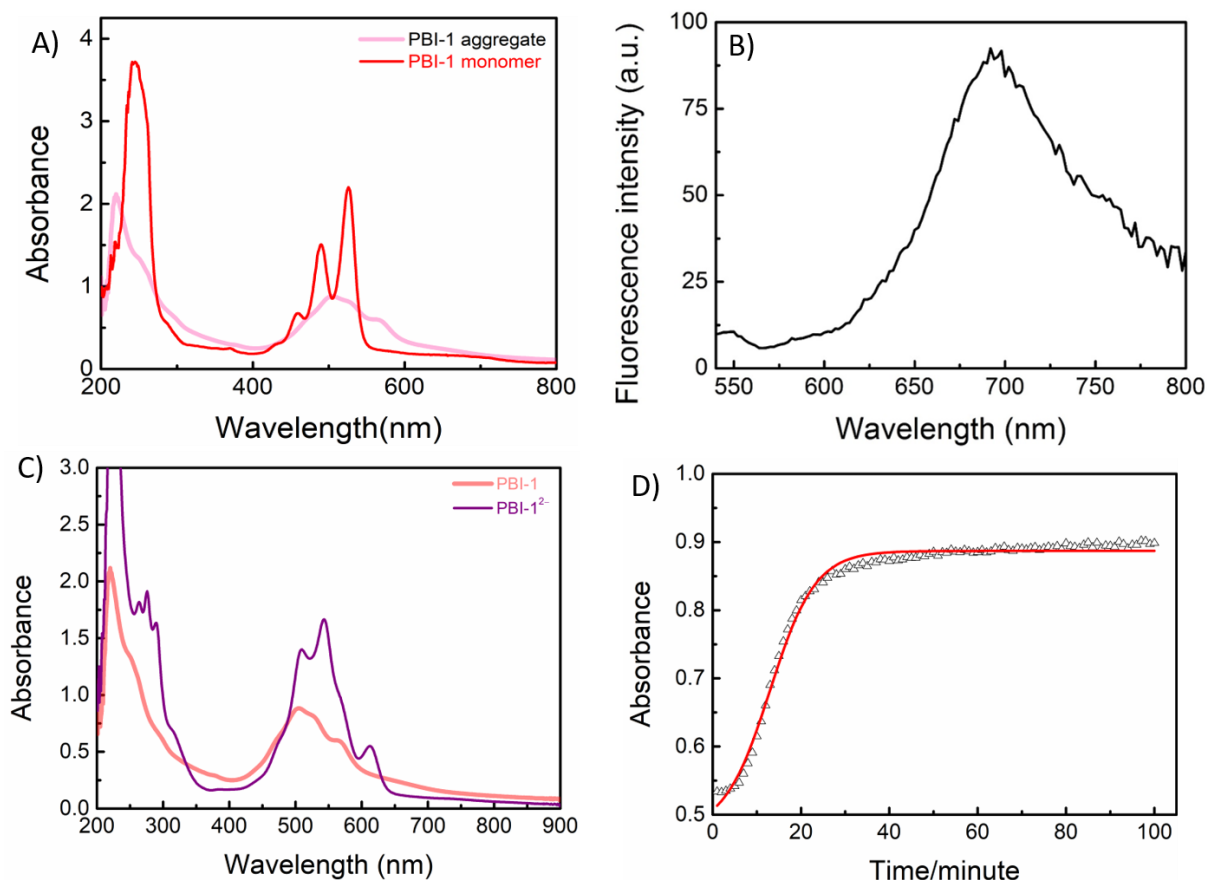 A)
PBI-1 aggregate
PBI-1 monomer
Absorbance
4
3
2
1
0
200 400 600 800
Wavelength(nm)
B)
Fluorescence intensity (a.u.)
100
75
50
25
0
550 600 650 700 750 800
Wavelength (nm)
C)
PBI-1
PBI-1²⁻
Absorbance
3.0
2.5
2.0
1.5
1.0
0.5
0.0
200 300 400 500 600 700 800 900
Wavelength (nm)
D)
Absorbance
1.0
0.9
0.8
0.7
0.6
0.5
0 20 40 60 80 100
Time/minute